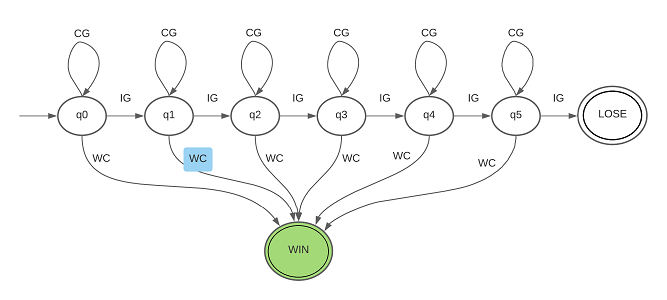 CG CG CG CG CG CG
IG IG IG IG IG IG
q0 q1 q2 q3 q4 q5 LOSE
WC WC WC WC WC WC
WIN